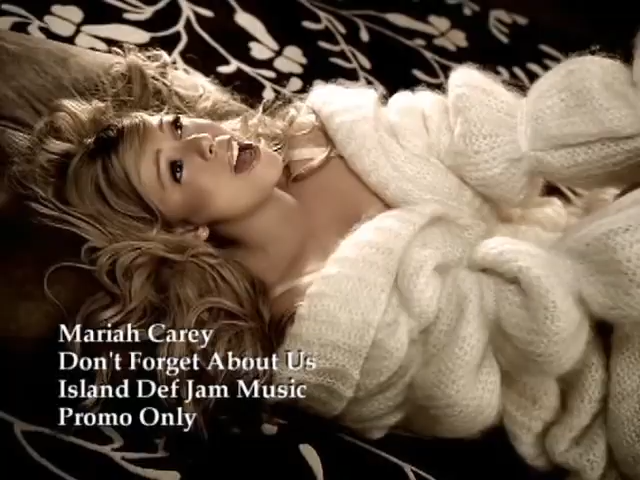 Mariah Carey
Don't Forget About Us
Island Def Jam Music
Promo Only